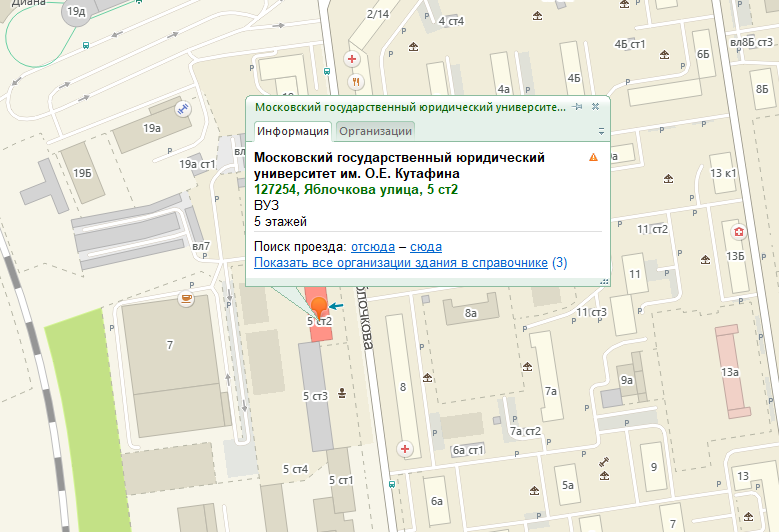 Диана
19д
2/14
4 ст4
4Б ст1
6Б
вл8Б ст3
4а
4Б
8Б
19а
19Б
19а ст1
Московский государственный юридический университе...
Информация
Организации
Московский государственный юридический
университет им. О.Е. Кутафина
127254, Яблочкова улица, 5 ст2
ВУЗ
5 этажей
Поиск проезда: отсюда – сюда
Показать все организации здания в справочнике (3)
13 к1
11 ст2
13Б
вл7
11
5 ст2
8а
11 ст3
7
8
7а
9а
13а
5 ст3
7а ст2
6а ст1
5 ст4
5 ст1
6а
5а
9
13